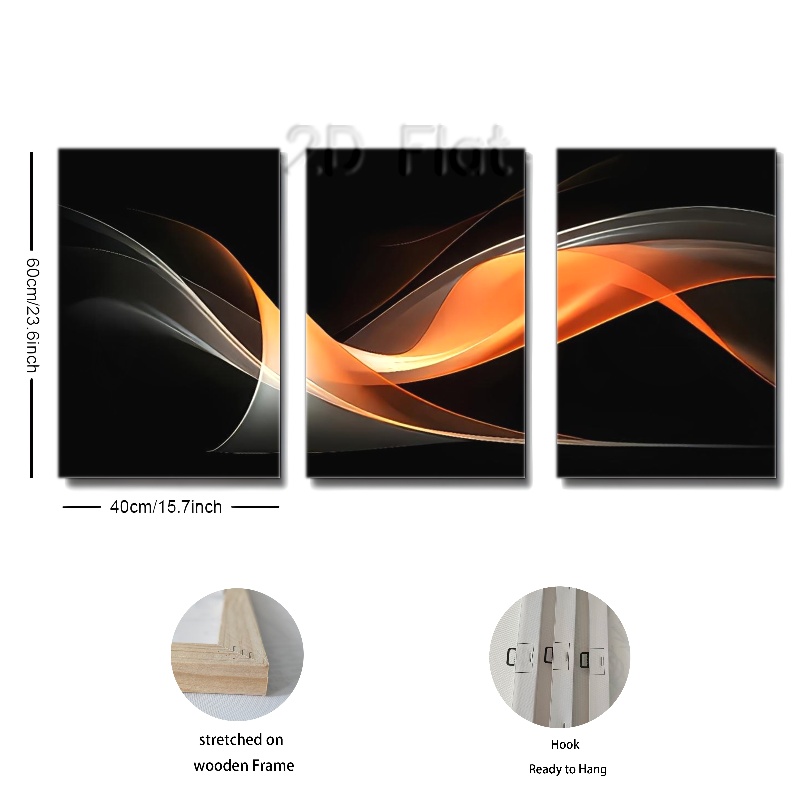 2D Flat
60cm/23.6inch
40cm/15.7inch
stretched on
wooden Frame
Hook
Ready to Hang